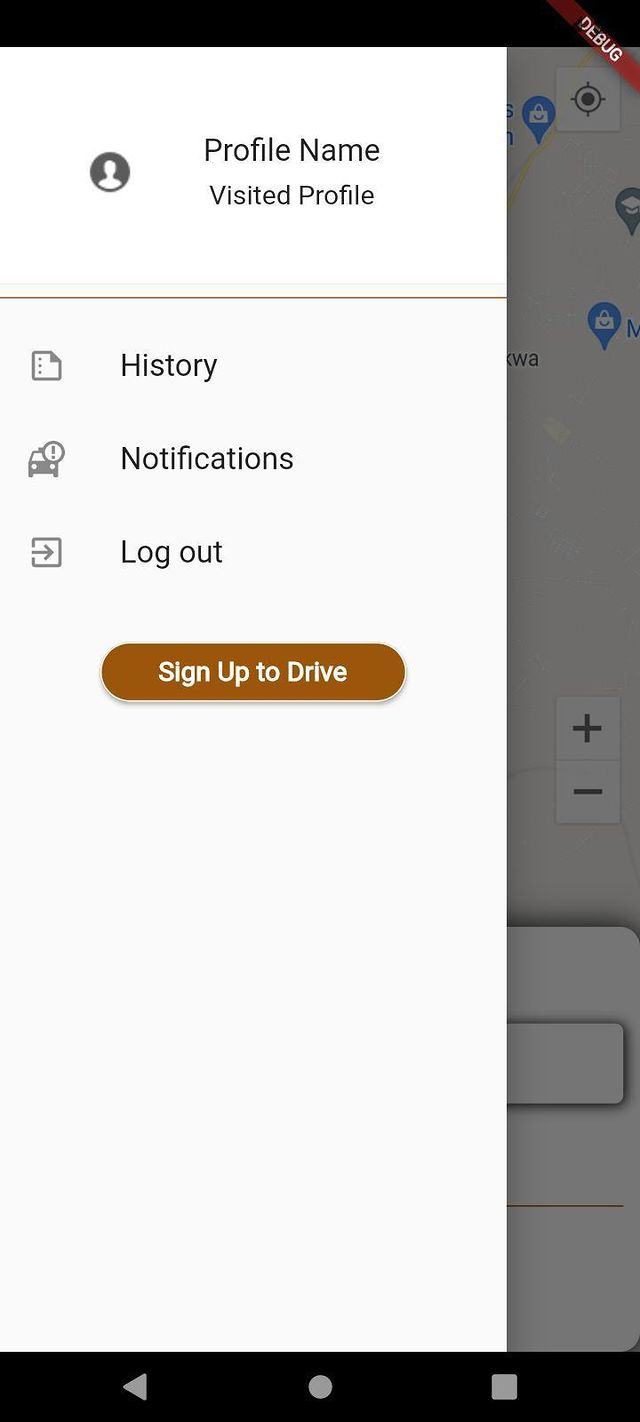 DEBUG
Profile Name
Visited Profile
History
Notifications
Log out
Sign Up to Drive